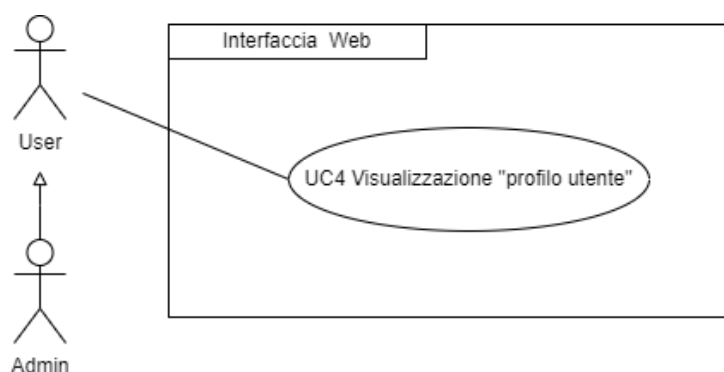 Interfaccia Web
User
UC4 Visualizzazione "profilo utente"
Admin